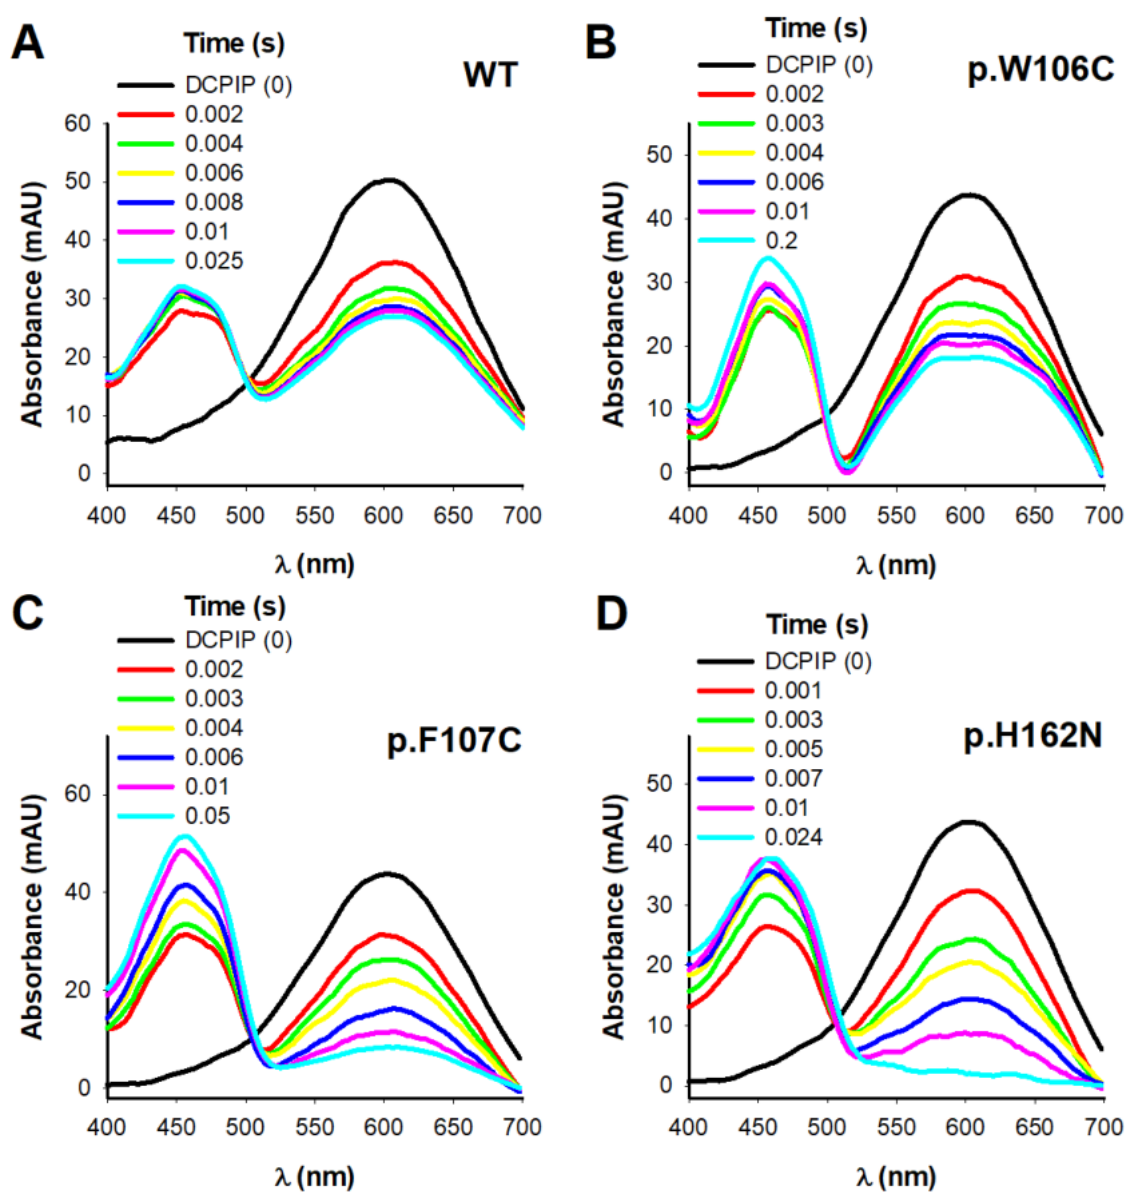 A
Time (s)
WT
DCPIP (0)
0.002
0.004
0.006
0.008
0.01
0.025
Absorbance (mAU)
60
50
40
30
20
10
0
400 450 500 550 600 650 700
λ (nm)
B
Time (s)
p.W106C
DCPIP (0)
0.002
0.003
0.004
0.006
0.01
0.2
Absorbance (mAU)
50
40
30
20
10
0
400 450 500 550 600 650 700
λ (nm)
C
Time (s)
p.F107C
DCPIP (0)
0.002
0.003
0.004
0.006
0.01
0.05
Absorbance (mAU)
60
40
20
0
400 450 500 550 600 650 700
λ (nm)
D
Time (s)
p.H162N
DCPIP (0)
0.001
0.003
0.005
0.007
0.01
0.024
Absorbance (mAU)
50
40
30
20
10
0
400 450 500 550 600 650 700
λ (nm)